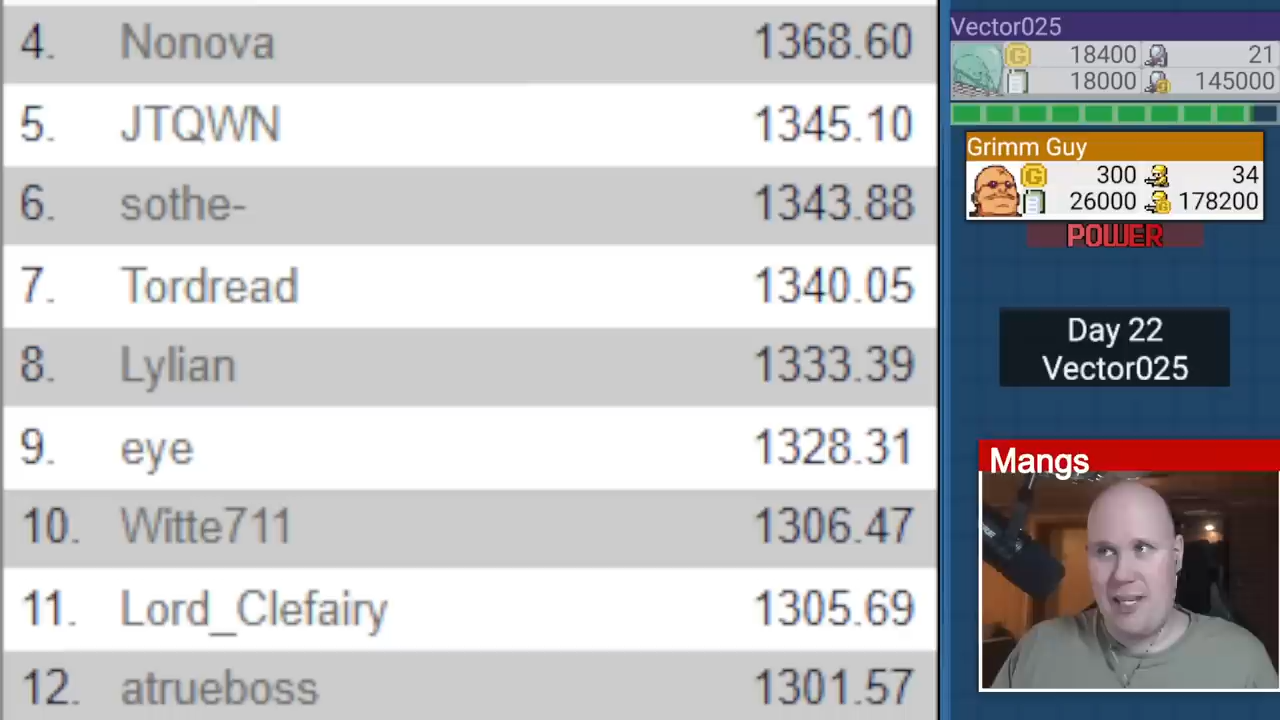 4. Nonova 1368.60
5. JTQWN 1345.10
6. sothe- 1343.88
7. Tordread 1340.05
8. Lylian 1333.39
9. eye 1328.31
10. Witte711 1306.47
11. Lord_Clefairy 1305.69
12. atrueboss 1301.57
Vector025
G 18400 21
18000 G 145000
Grimm Guy
G 300 34
26000 G 178200
POWER
Day 22
Vector025
Mangs